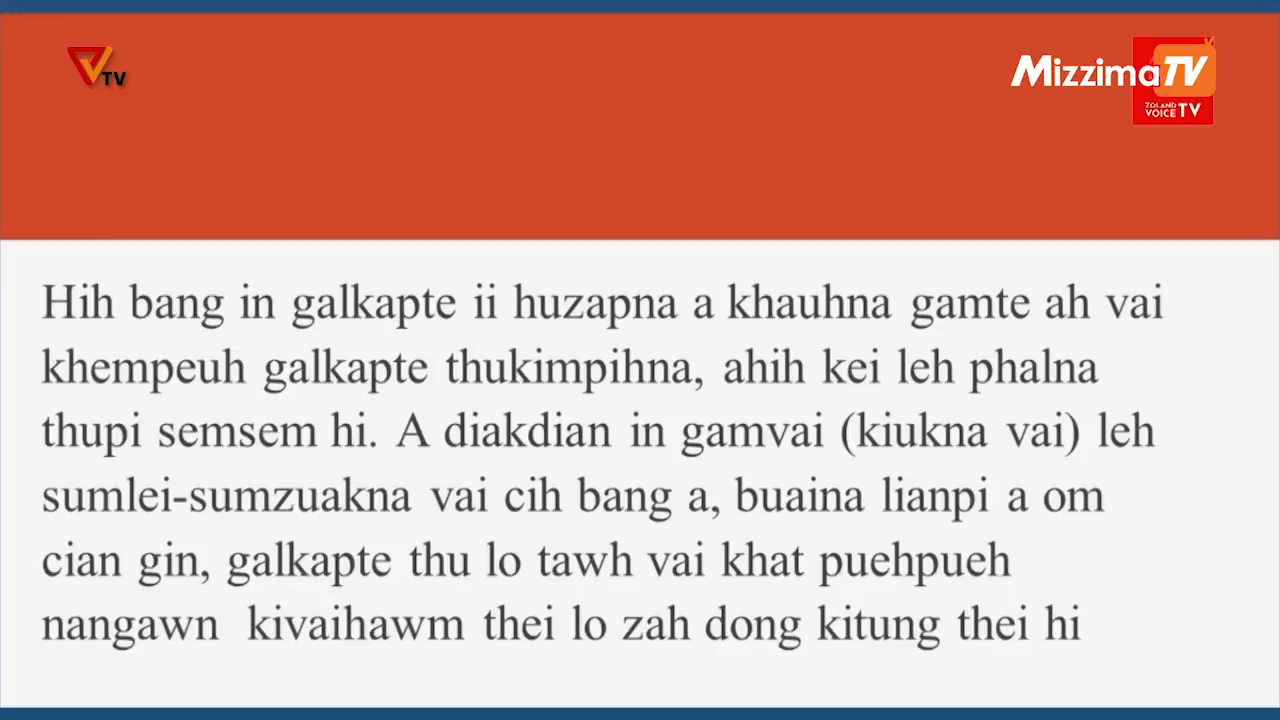 TV
MizzimaTV
ZOLAND
VOICE TV
Hih bang in galkapte ii huzapna a khauhna gamte ah vai
khempeuh galkapte thukimpihna, ahih kei leh phalna
thupi semsem hi. A diakdian in gamvai (kiukna vai) leh
sumlei-sumzuakna vai cih bang a, buaina lianpi a om
cian gin, galkapte thu lo tawh vai khat puehpueh
nangawn kivaihawm thei lo zah dong kitung thei hi